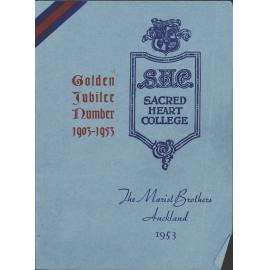 Golden
Jubilee
Number
1903-1953
S.H.C.
SACRED
HEART
COLLEGE
The Marist Brothers
Auckland
1953